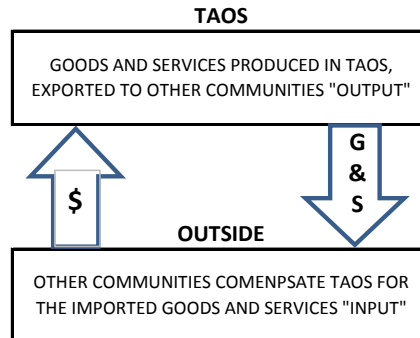 TAOS
GOODS AND SERVICES PRODUCED IN TAOS,
EXPORTED TO OTHER COMMUNITIES "OUTPUT"
$
G
&
S
OUTSIDE
OTHER COMMUNITIES COMENPSATE TAOS FOR
THE IMPORTED GOODS AND SERVICES "INPUT"